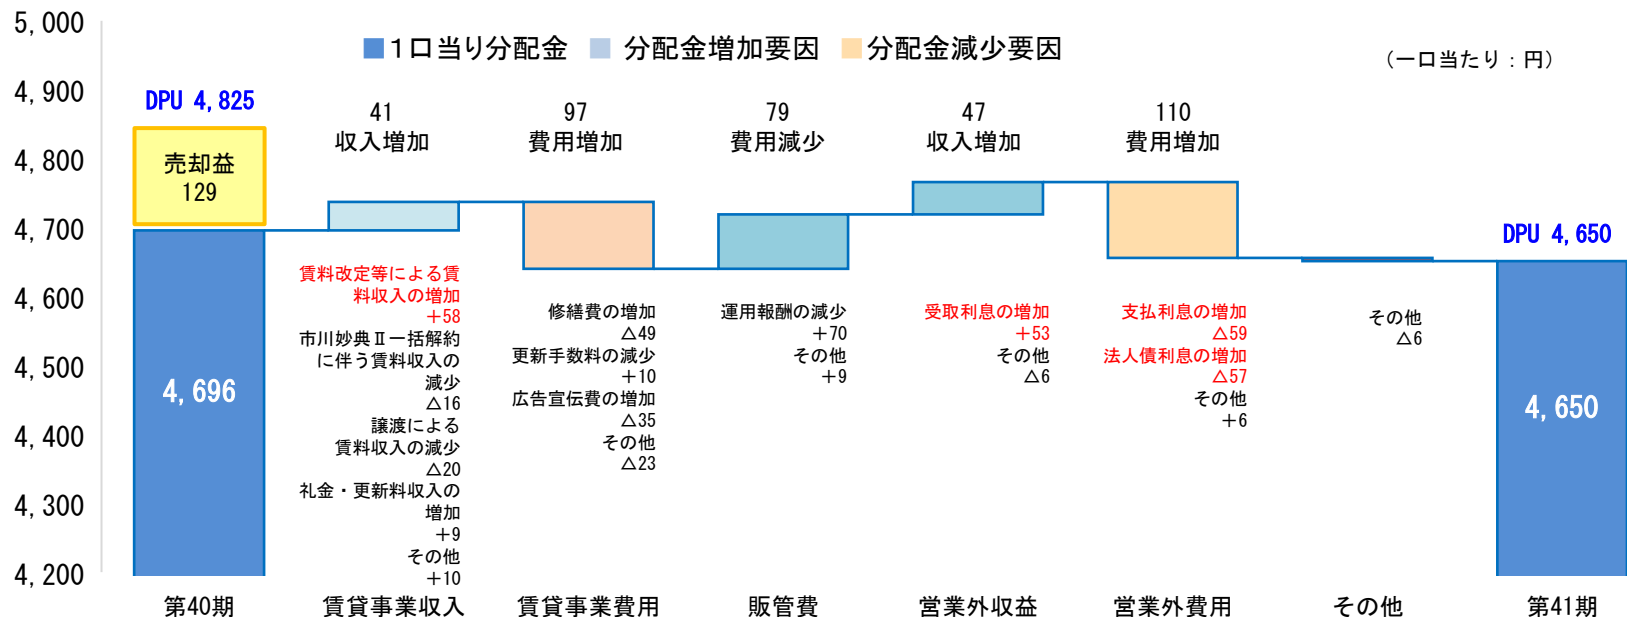 5,000
4,900
4,800
4,700
4,600
4,500
4,400
4,300
4,200
1口当り分配金
分配金増加要因
分配金減少要因
（一口当たり：円）
DPU 4,825
売却益
129
4,696
第40期
41
収入増加
賃料改定等による賃
料収入の増加
+58
市川妙典Ⅱ一括解約
に伴う賃料収入の
減少
△16
譲渡による
賃料収入の減少
△20
礼金・更新料収入の
増加
+9
その他
+10
賃貸事業収入
97
費用増加
修繕費の増加
△49
更新手数料の減少
+10
広告宣伝費の増加
△35
その他
△23
賃貸事業費用
79
費用減少
運用報酬の減少
+70
その他
+9
販管費
47
収入増加
受取利息の増加
+53
その他
△6
営業外収益
110
費用増加
支払利息の増加
△59
法人債利息の増加
△57
その他
+6
営業外費用
その他
△6
その他
DPU 4,650
4,650
第41期